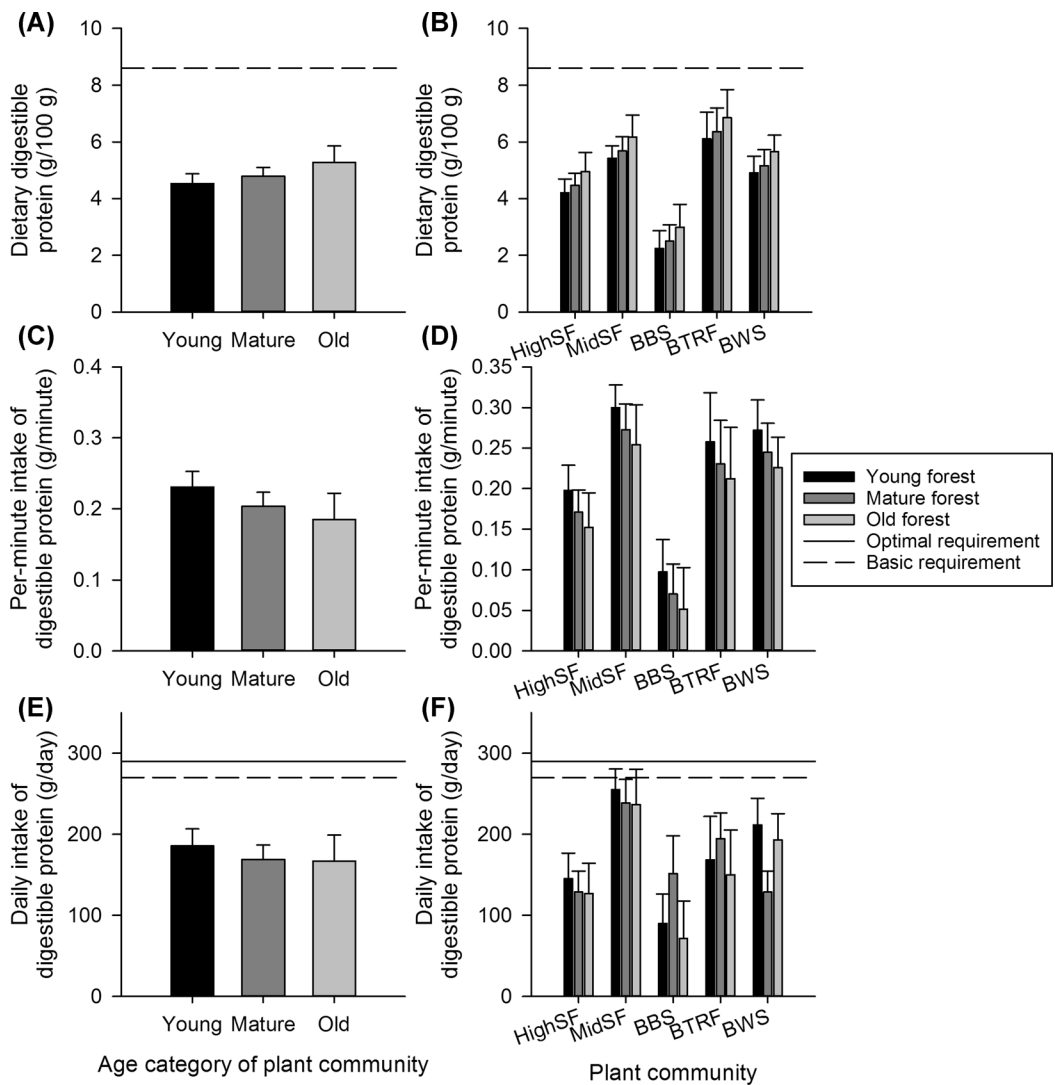 (A)
Dietary digestible
protein (g/100 g)
10
8
6
4
2
0
Young Mature Old
(B)
Dietary digestible
protein (g/100 g)
10
8
6
4
2
0
HighSF MidSF BBS BTRF BWS
(C)
Per-minute intake of
digestible protein (g/minute)
0.4
0.3
0.2
0.1
0.0
Young Mature Old
(D)
Per-minute intake of
digestible protein (g/minute)
0.35
0.30
0.25
0.20
0.15
0.10
0.05
0.00
HighSF MidSF BBS BTRF BWS
Young forest
Mature forest
Old forest
Optimal requirement
Basic requirement
(E)
Daily intake of
digestible protein (g/day)
300
200
100
0
Young Mature Old
Age category of plant community
(F)
Daily intake of
digestible protein (g/day)
300
200
100
0
HighSF MidSF BBS BTRF BWS
Plant community